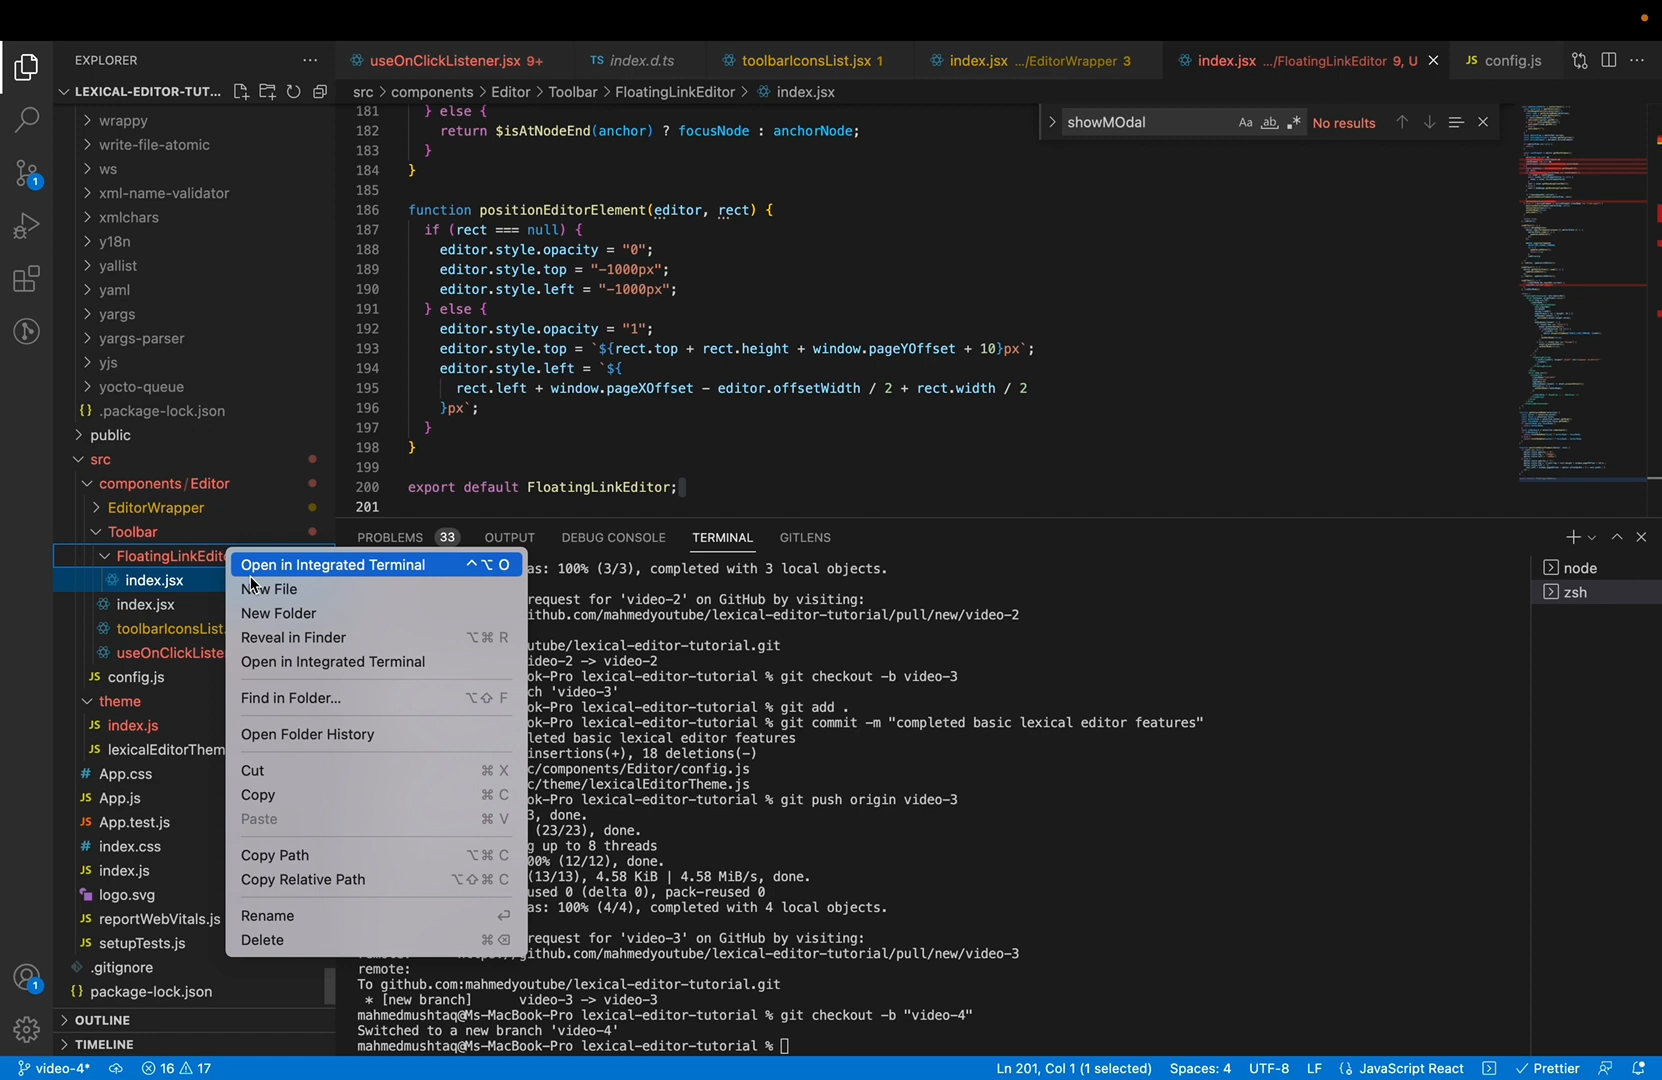 EXPLORER
useOnClickListener.jsx 9+
TS index.d.ts
toolbarIconsList.jsx 1
index.jsx .../EditorWrapper 3
index.jsx .../FloatingLinkEditor 9, U
JS config.js
LEXICAL-EDITOR-TUT...
src > components > Editor > Toolbar > FloatingLinkEditor > index.jsx
showMOdal
Aa ab
No results
wrappy
write-file-atomic
ws
xml-name-validator
xmlchars
y18n
yallist
yaml
yargs
yargs-parser
yjs
yocto-queue
{} .package-lock.json
public
src
components / Editor
EditorWrapper
Toolbar
FloatingLinkEdit
index.jsx
index.jsx
toolbarIconsList.
useOnClickListe
JS config.js
theme
JS index.js
JS lexicalEditorThem
# App.css
JS App.js
JS App.test.js
# index.css
JS index.js
logo.svg
JS reportWebVitals.js
JS setupTests.js
.gitignore
{} package-lock.json
OUTLINE
TIMELINE
181 } else {
182 return $isAtNodeEnd(anchor) ? focusNode : anchorNode;
183 }
184 }
185
186 function positionEditorElement(editor, rect) {
187 if (rect === null) {
188 editor.style.opacity = "0";
189 editor.style.top = "-1000px";
190 editor.style.left = "-1000px";
191 } else {
192 editor.style.opacity = "1";
193 editor.style.top = `${rect.top + rect.height + window.pageYOffset + 10}px`;
194 editor.style.left = `${
195 rect.left + window.pageXOffset - editor.offsetWidth / 2 + rect.width / 2
196 }px`;
197 }
198 }
199
200 export default FloatingLinkEditor;
201
PROBLEMS 33 OUTPUT DEBUG CONSOLE TERMINAL GITLENS
node
zsh
Open in Integrated Terminal ^⌥ O
New File
New Folder
Reveal in Finder ⌥⌘ R
Open in Integrated Terminal
Find in Folder... ⌥⇧ F
Open Folder History
Cut ⌘ X
Copy ⌘ C
Paste ⌘ V
Copy Path ⌥⌘ C
Copy Relative Path ⌥⇧⌘ C
Rename ⏎
Delete ⌘⌫
as: 100% (3/3), completed with 3 local objects.
request for 'video-2' on GitHub by visiting:
ithub.com/mahmedyoutube/lexical-editor-tutorial/pull/new/video-2
utube/lexical-editor-tutorial.git
ideo-2 -> video-2
ok-Pro lexical-editor-tutorial % git checkout -b video-3
ch 'video-3'
ok-Pro lexical-editor-tutorial % git add .
ok-Pro lexical-editor-tutorial % git commit -m "completed basic lexical editor features"
leted basic lexical editor features
insertions(+), 18 deletions(-)
c/components/Editor/config.js
c/theme/lexicalEditorTheme.js
ok-Pro lexical-editor-tutorial % git push origin video-3
3, done.
(23/23), done.
g up to 8 threads
00% (12/12), done.
(13/13), 4.58 KiB | 4.58 MiB/s, done.
used 0 (delta 0), pack-reused 0
as: 100% (4/4), completed with 4 local objects.
request for 'video-3' on GitHub by visiting:
github.com/mahmedyoutube/lexical-editor-tutorial/pull/new/video-3
remote:
To github.com:mahmedyoutube/lexical-editor-tutorial.git
* [new branch] video-3 -> video-3
mahmedmushtaq@Ms-MacBook-Pro lexical-editor-tutorial % git checkout -b "video-4"
Switched to a new branch 'video-4'
mahmedmushtaq@Ms-MacBook-Pro lexical-editor-tutorial %
1
1
video-4* 16 17
Ln 201, Col 1 (1 selected) Spaces: 4 UTF-8 LF {} JavaScript React Prettier